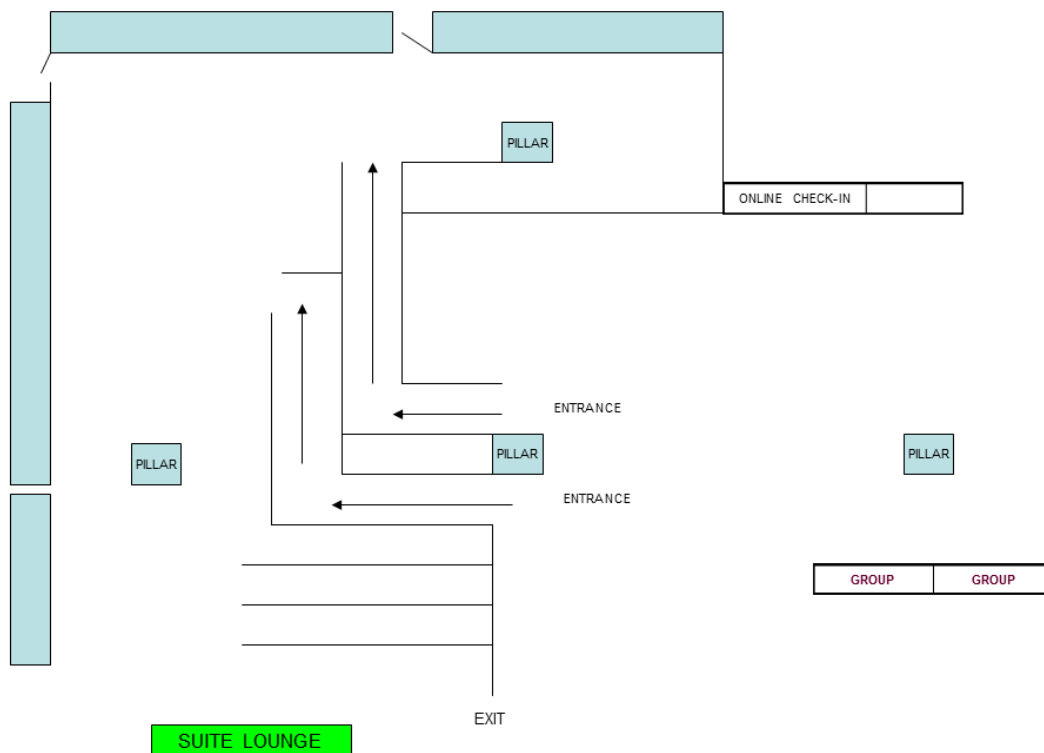 PILLAR
ONLINE CHECK-IN
ENTRANCE
PILLAR
PILLAR
PILLAR
ENTRANCE
GROUP GROUP
EXIT
SUITE LOUNGE